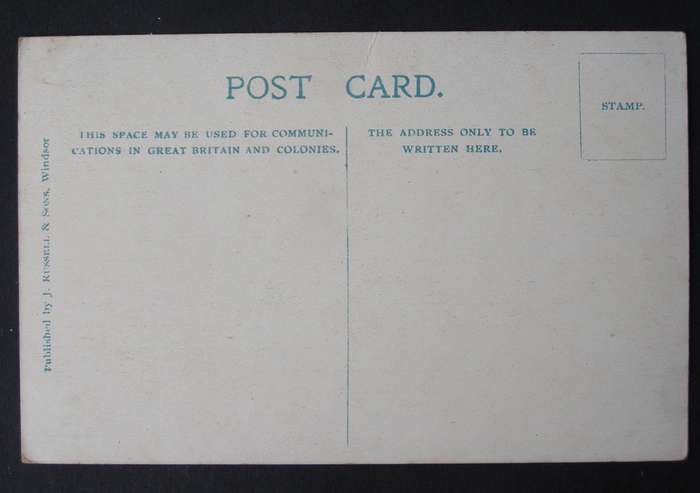 POST CARD.
STAMP.
THIS SPACE MAY BE USED FOR COMMUNI-
CATIONS IN GREAT BRITAIN AND COLONIES.
THE ADDRESS ONLY TO BE
WRITTEN HERE.
Published by J. RUSSELL & SONS, Windsor